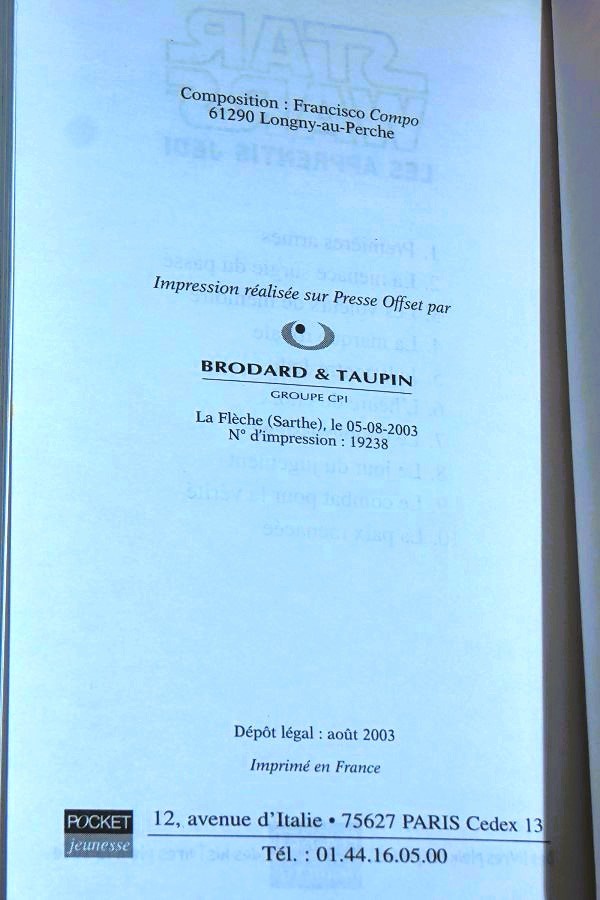 Composition : Francisco Compo
61290 Longny-au-Perche
Impression réalisée sur Presse Offset par
BRODARD & TAUPIN
GROUPE CPI
La Flèche (Sarthe), le 05-08-2003
N° d'impression : 19238
Dépôt légal : août 2003
Imprimé en France
POCKET
jeunesse
12, avenue d'Italie • 75627 PARIS Cedex 13
Tél. : 01.44.16.05.00